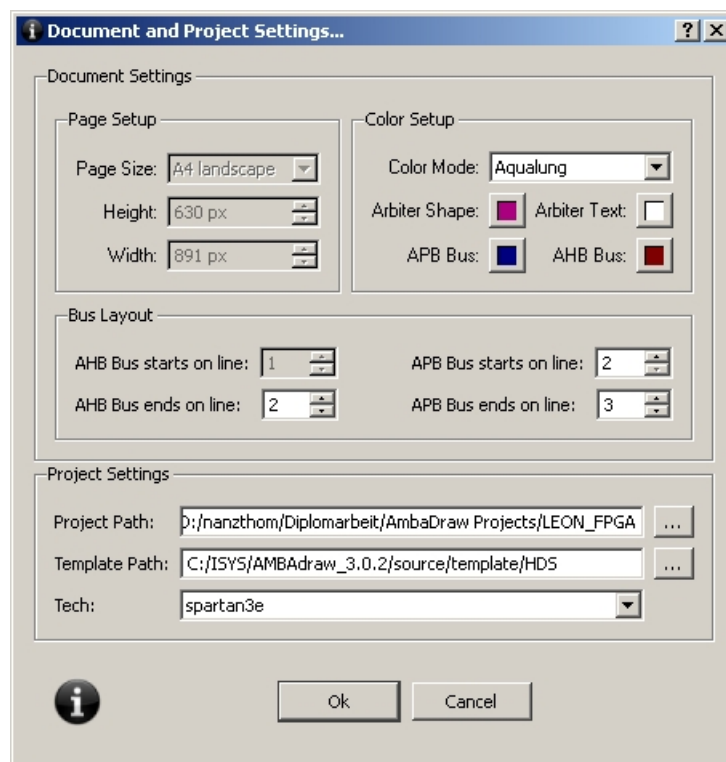 Document and Project Settings...
Document Settings
Page Setup
Page Size: A4 landscape
Height: 630 px
Width: 891 px
Color Setup
Color Mode: Aqualung
Arbiter Shape: Arbiter Text:
APB Bus: AHB Bus:
Bus Layout
AHB Bus starts on line: 1 APB Bus starts on line: 2
AHB Bus ends on line: 2 APB Bus ends on line: 3
Project Settings
Project Path: D:/nanzthom/Diplomarbeit/AmbaDraw Projects/LEON_FPGA ...
Template Path: C:/ISYS/AMBAdraw_3.0.2/source/template/HDS ...
Tech: spartan3e
Ok Cancel